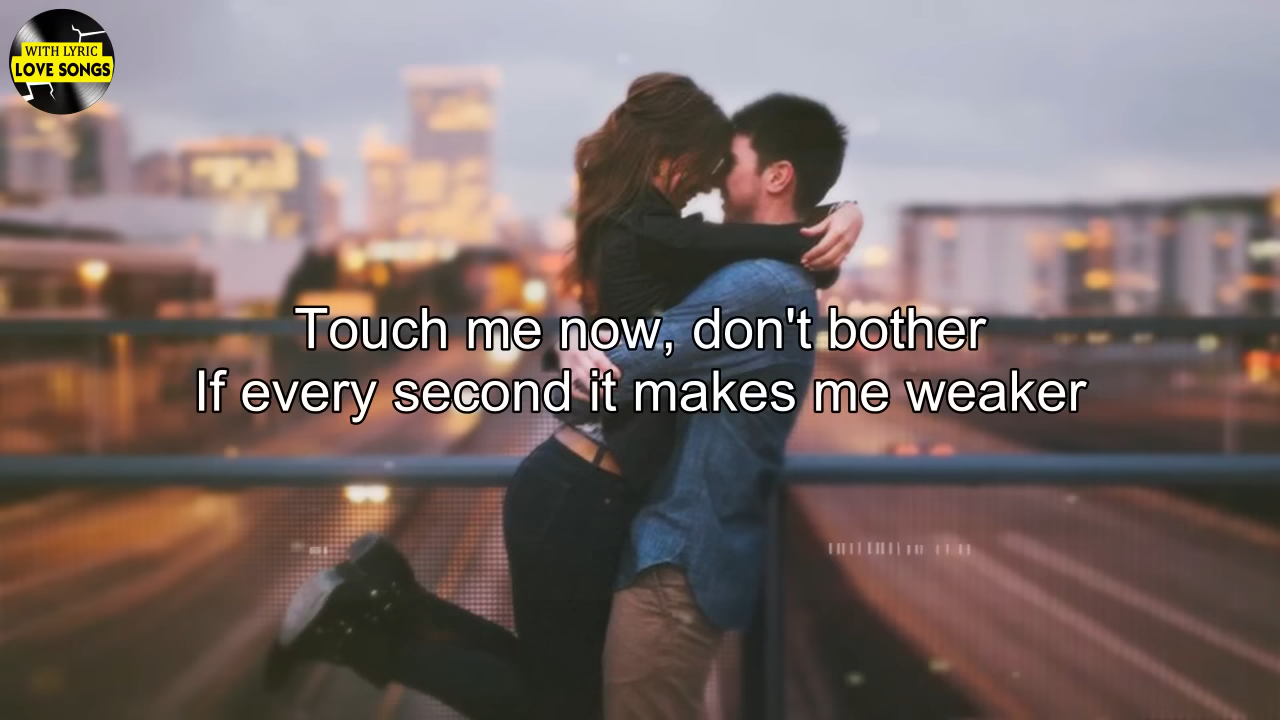 WITH LYRIC
LOVE SONGS
Touch me now, don't bother
If every second it makes me weaker